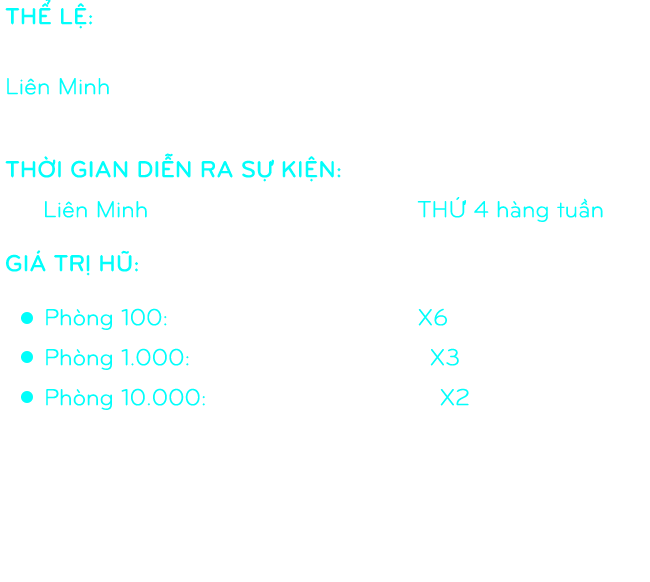 THỂ LỆ:
Liên Minh
THỜI GIAN DIỄN RA SỰ KIỆN:
Liên Minh THỨ 4 hàng tuần
GIÁ TRỊ HŨ:
● Phòng 100: X6
● Phòng 1.000: X3
● Phòng 10.000: X2